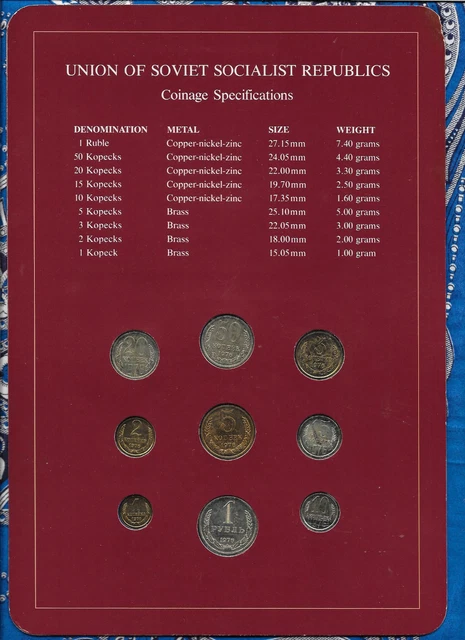 UNION OF SOVIET SOCIALIST REPUBLICS
Coinage Specifications
DENOMINATION METAL SIZE WEIGHT
1 Ruble Copper-nickel-zinc 27.15mm 7.40 grams
50 Kopecks Copper-nickel-zinc 24.05mm 4.40 grams
20 Kopecks Copper-nickel-zinc 22.00mm 3.30 grams
15 Kopecks Copper-nickel-zinc 19.70mm 2.50 grams
10 Kopecks Copper-nickel-zinc 17.35mm 1.60 grams
5 Kopecks Brass 25.10mm 5.00 grams
3 Kopecks Brass 22.05mm 3.00 grams
2 Kopecks Brass 18.00mm 2.00 grams
1 Kopeck Brass 15.05mm 1.00 gram
20
50
3
2
5
1
РУБЛЬ
10